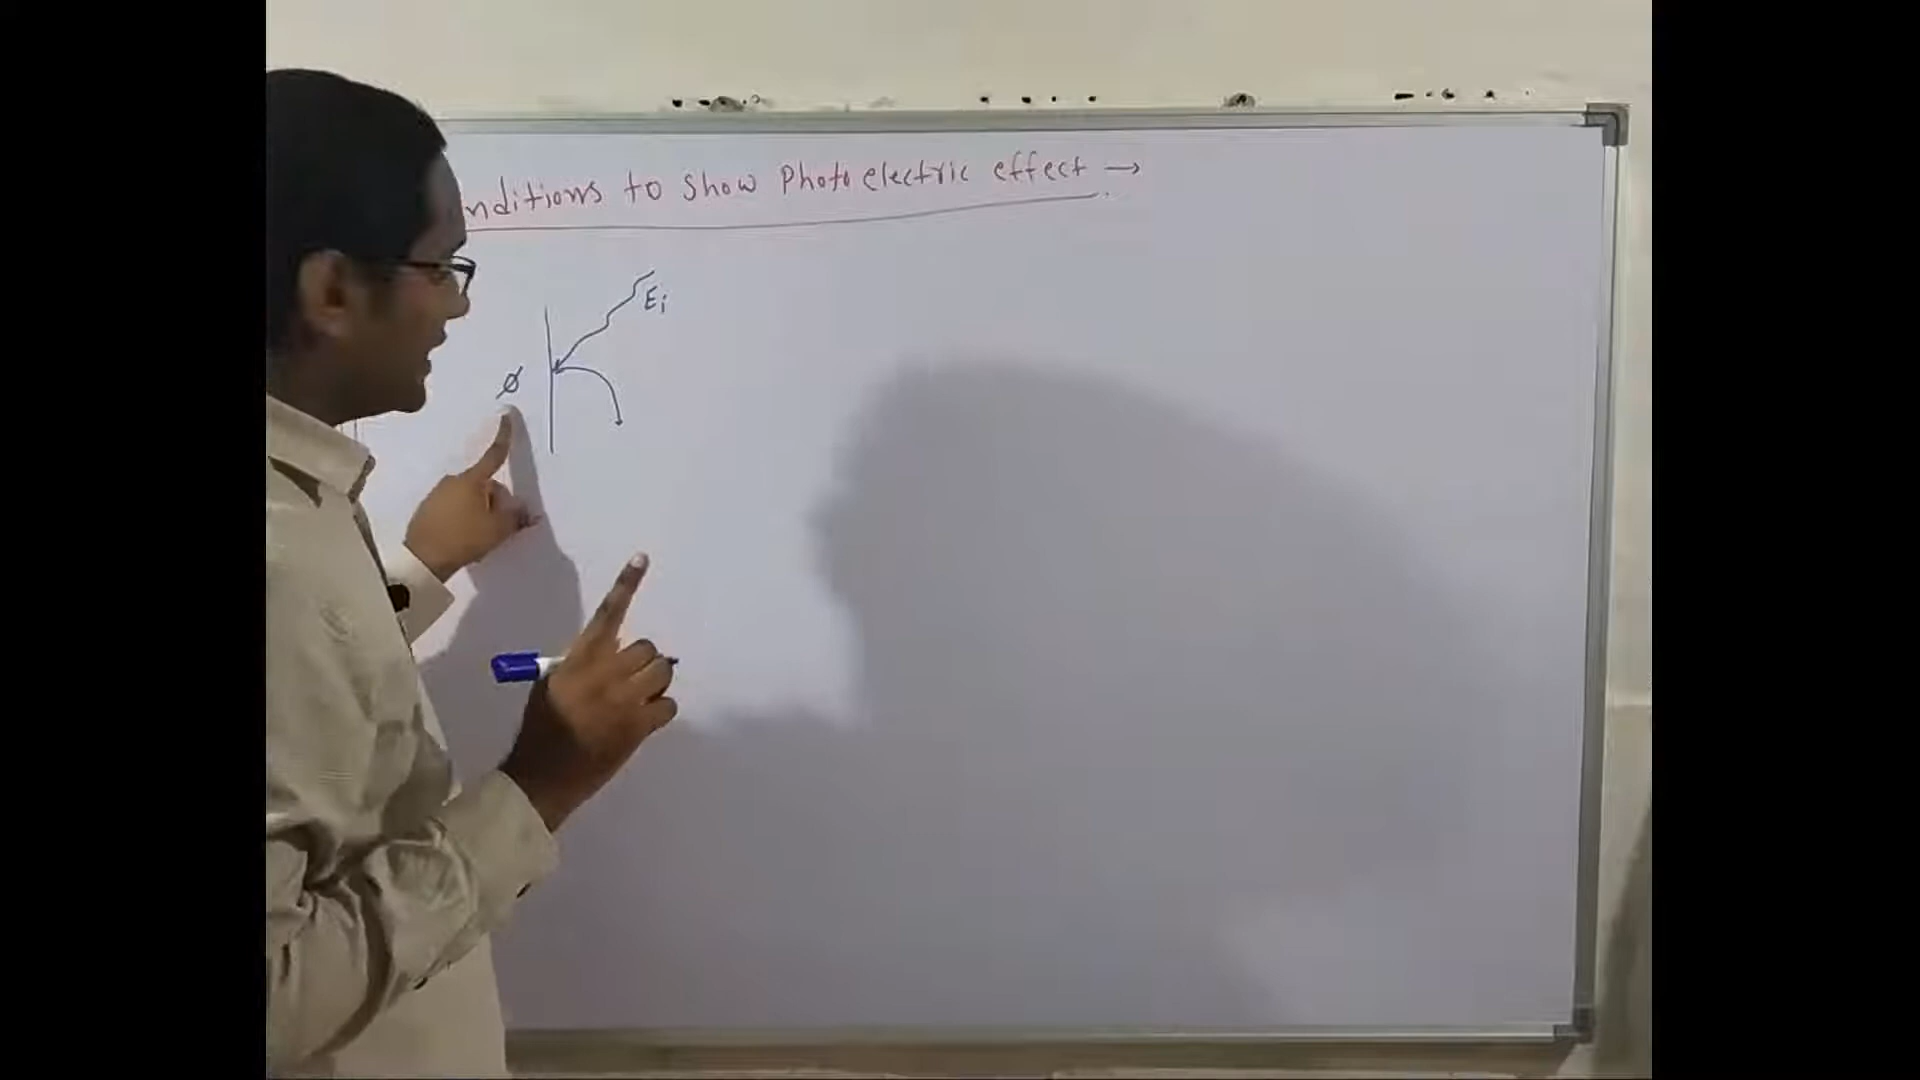 nditions to show Photoelectric effect →
Ei
ø